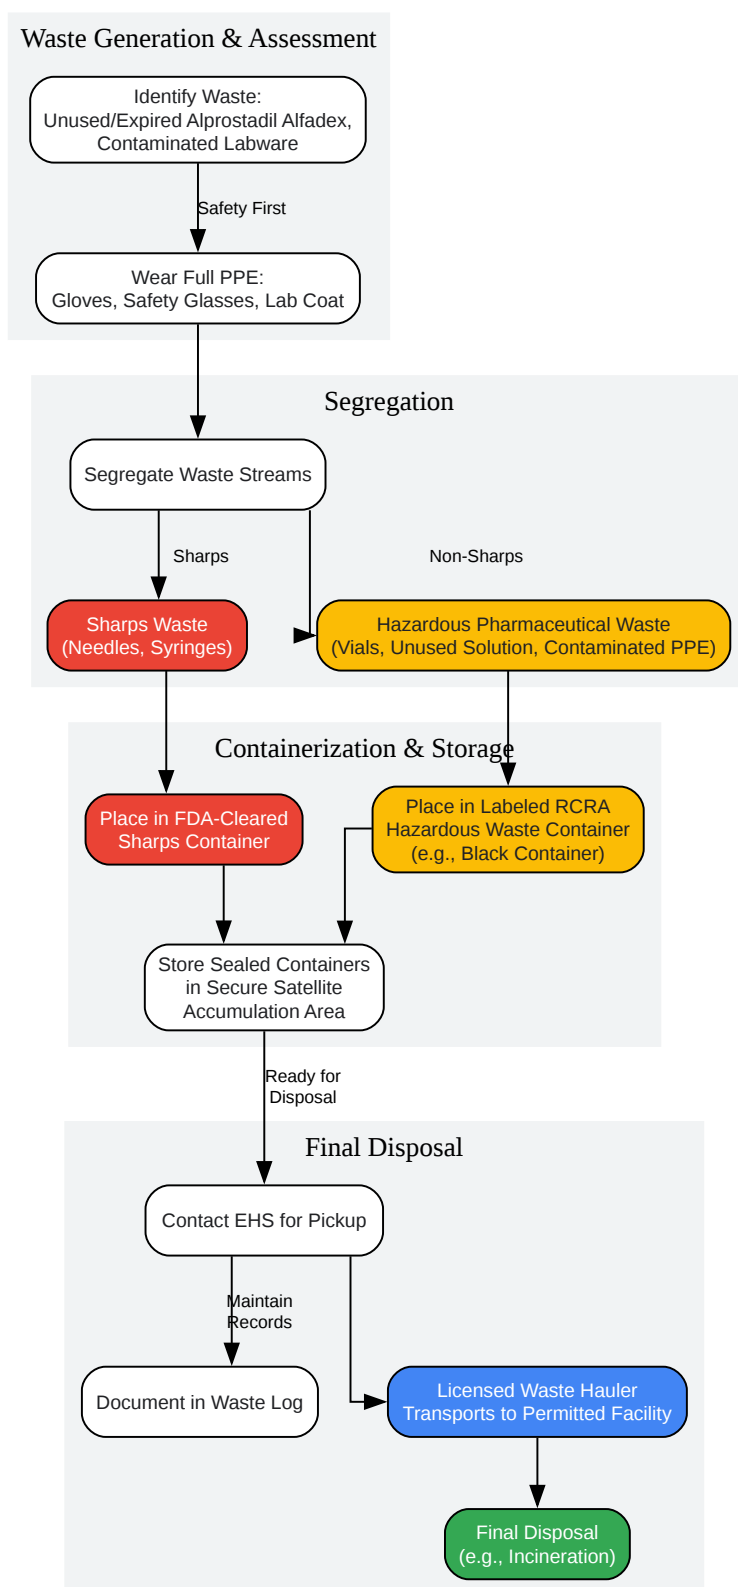 Waste Generation & Assessment
Identify Waste:
Unused/Expired Alprostadil Alfadex,
Contaminated Labware
Safety First
Wear Full PPE:
Gloves, Safety Glasses, Lab Coat
Segregation
Segregate Waste Streams
Sharps
Non-Sharps
Sharps Waste
(Needles, Syringes)
Hazardous Pharmaceutical Waste
(Vials, Unused Solution, Contaminated PPE)
Containerization & Storage
Place in FDA-Cleared
Sharps Container
Place in Labeled RCRA
Hazardous Waste Container
(e.g., Black Container)
Store Sealed Containers
in Secure Satellite
Accumulation Area
Ready for
Disposal
Final Disposal
Contact EHS for Pickup
Maintain
Records
Document in Waste Log
Licensed Waste Hauler
Transports to Permitted Facility
Final Disposal
(e.g., Incineration)